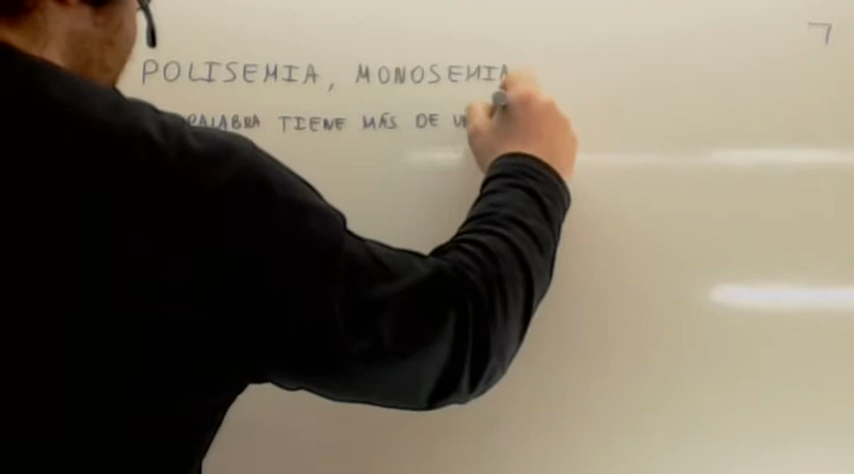 POLISEMIA, MONOSEMIA
PALABRA TIENE MÁS DE
7